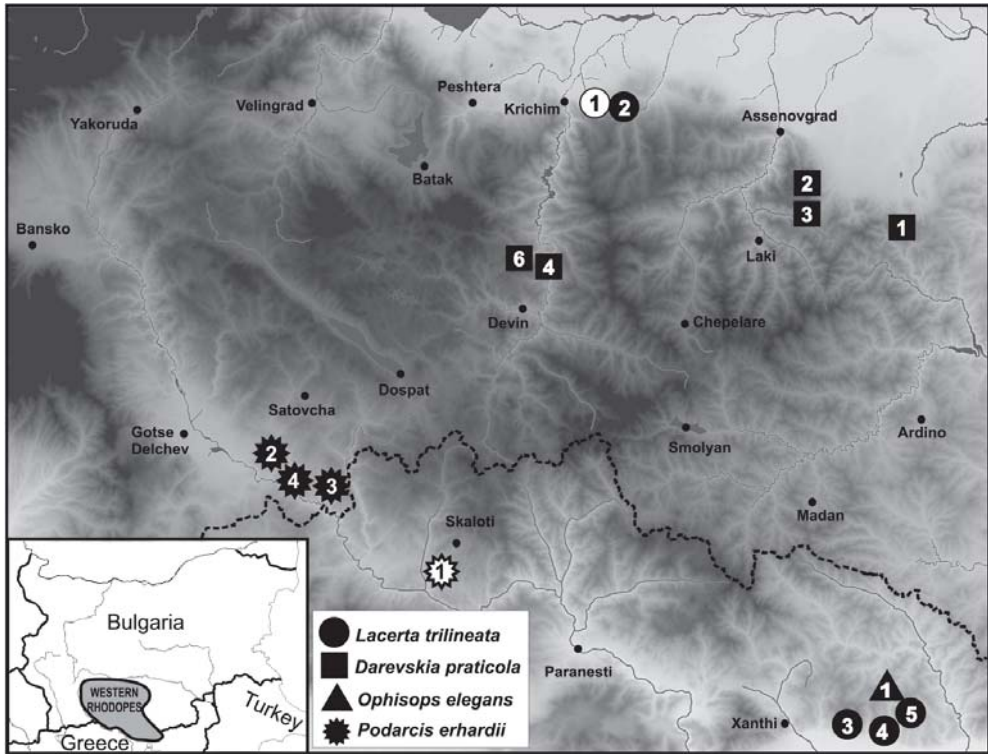 Peshtera
Velingrad
Krichim
1
2
Yakoruda
Assenovgrad
Batak
2
3
1
Bansko
Laki
6
4
Devin
Chepelare
Dospat
Satovcha
Gotse
Delchev
Smolyan
Ardino
2
4
3
Madan
Skaloti
1
Bulgaria
WESTERN
RHODOPES
Turkey
Greece
Lacerta trilineata
Darevskia praticola
Ophisops elegans
Podarcis erhardii
Paranesti
Xanthi
1
3
4
5